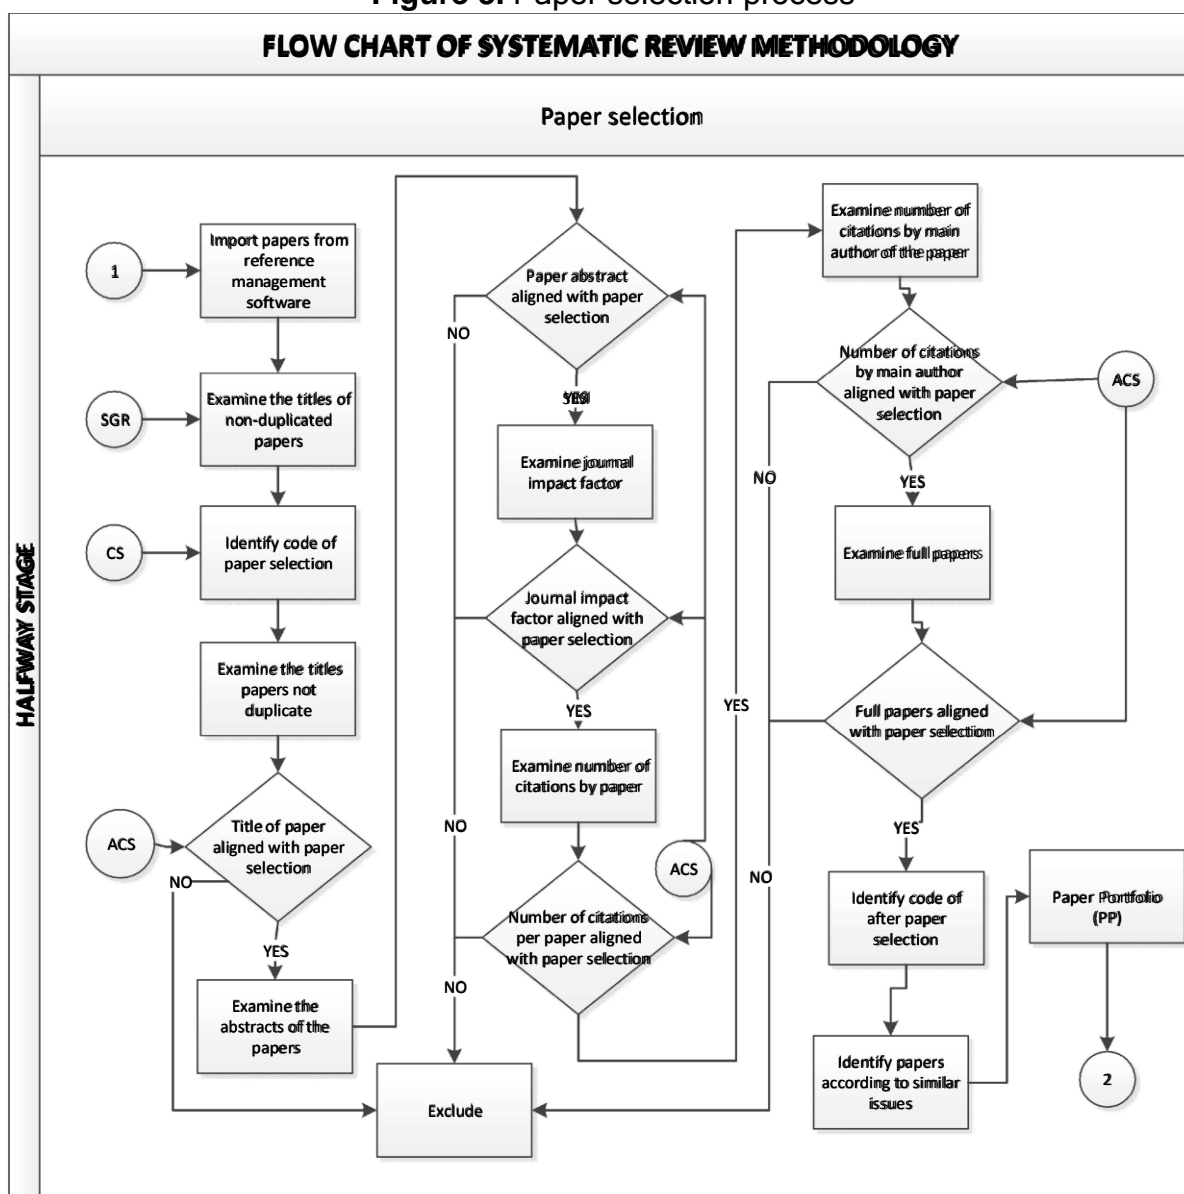 Figure 3. Paper selection process
FLOW CHART OF SYSTEMATIC REVIEW METHODOLOGY
Paper selection
HALFWAY STAGE
1
Import papers from
reference
management
software
SGR
Examine the titles of
non-duplicated
papers
CS
Identify code of
paper selection
Examine the titles
papers not
duplicate
ACS
Title of paper
aligned with paper
selection
NO
YES
Examine the
abstracts of the
papers
Paper abstract
aligned with paper
selection
NO
YES
Examine journal
impact factor
Journal impact
factor aligned with
paper selection
YES
Examine number of
citations by paper
NO
ACS
Number of citations
per paper aligned
with paper selection
NO
Exclude
YES
Examine number of
citations by main
author of the paper
Number of citations
by main author
aligned with paper
selection
ACS
NO
YES
Examine full papers
Full papers aligned
with paper selection
NO
YES
Identify code of
after paper
selection
Identify papers
according to similar
issues
Paper Portfolio
(PP)
2